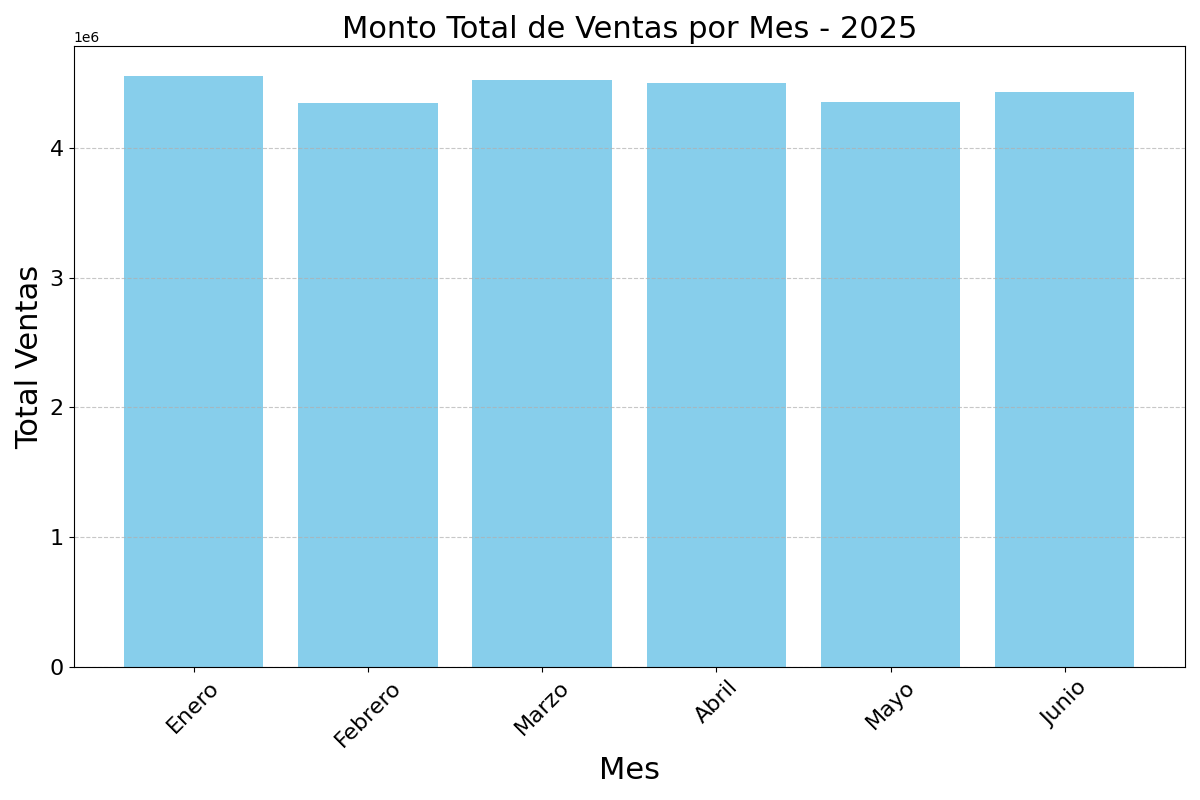 Monto Total de Ventas por Mes - 2025
1e6
4
3
2
1
0
Total Ventas
Enero
Febrero
Marzo
Abril
Mayo
Junio
Mes